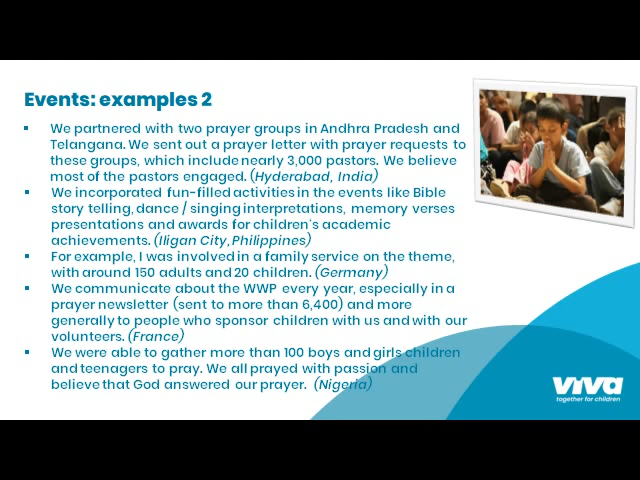 Events: examples 2
▪ We partnered with two prayer groups in Andhra Pradesh and
Telangana. We sent out a prayer letter with prayer requests to
these groups, which include nearly 3,000 pastors. We believe
most of the pastors engaged. (Hyderabad, India)
▪ We incorporated fun-filled activities in the events like Bible
story telling, dance / singing interpretations, memory verses
presentations and awards for children's academic
achievements. (Iligan City, Philippines)
▪ For example, I was involved in a family service on the theme,
with around 150 adults and 20 children. (Germany)
▪ We communicate about the WWP every year, especially in a
prayer newsletter (sent to more than 6,400) and more
generally to people who sponsor children with us and with our
volunteers. (France)
▪ We were able to gather more than 100 boys and girls children
and teenagers to pray. We all prayed with passion and
believe that God answered our prayer. (Nigeria)
viva
together for children